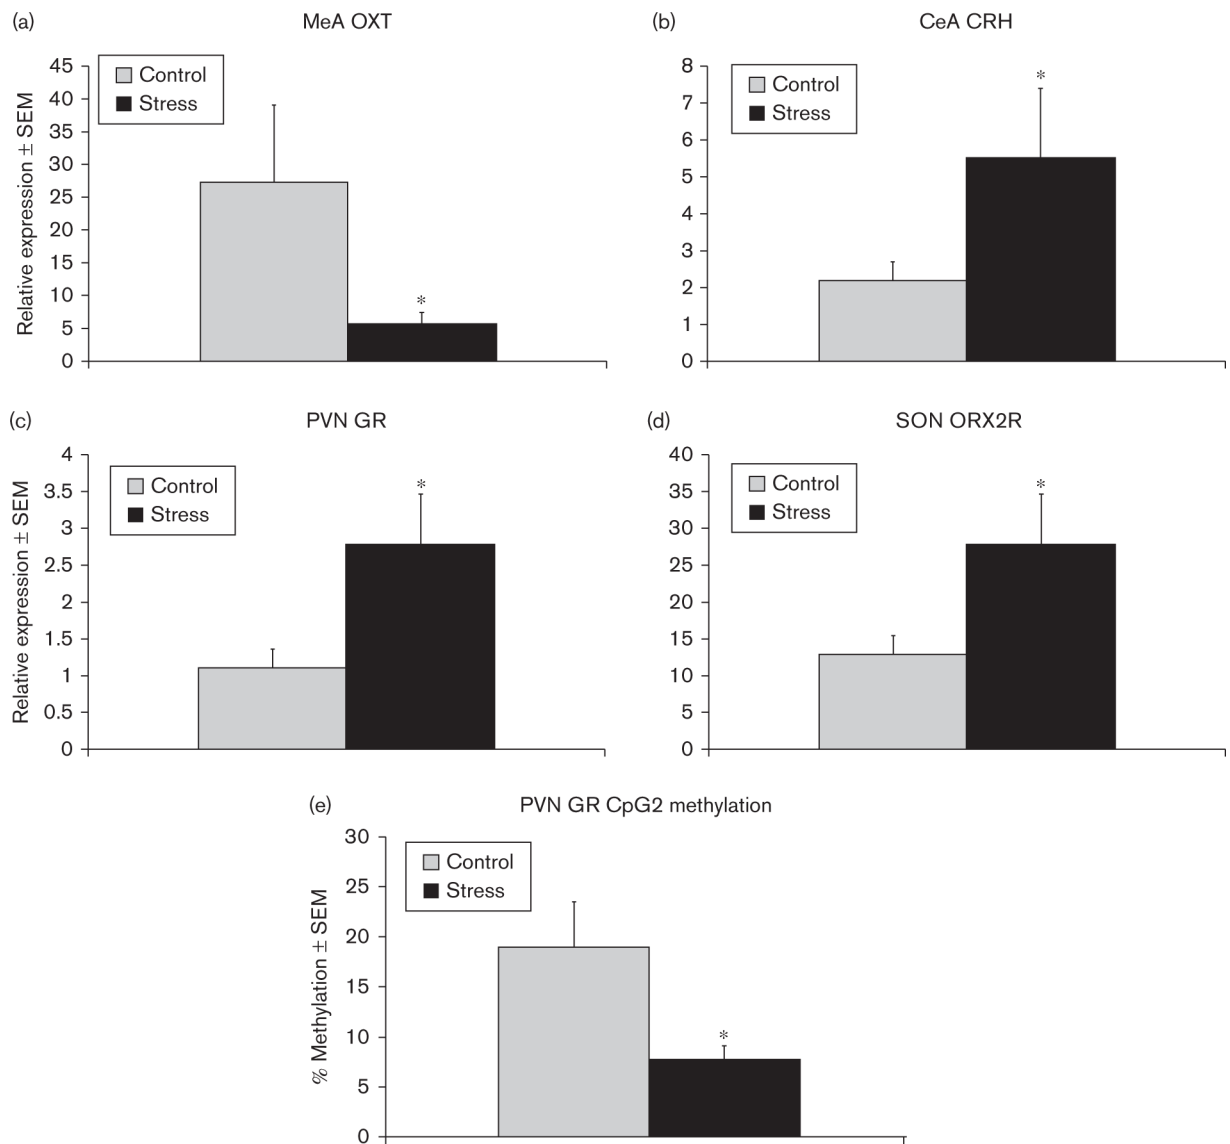 (a) MeA OXT
Relative expression ± SEM
45
40
35
30
25
20
15
10
5
0
Control
Stress
*
(b) CeA CRH
8
7
6
5
4
3
2
1
0
Control
Stress
*
(c) PVN GR
Relative expression ± SEM
4
3.5
3
2.5
2
1.5
1
0.5
0
Control
Stress
*
(d) SON ORX2R
40
35
30
25
20
15
10
5
0
Control
Stress
*
(e) PVN GR CpG2 methylation
% Methylation ± SEM
30
25
20
15
10
5
0
Control
Stress
*